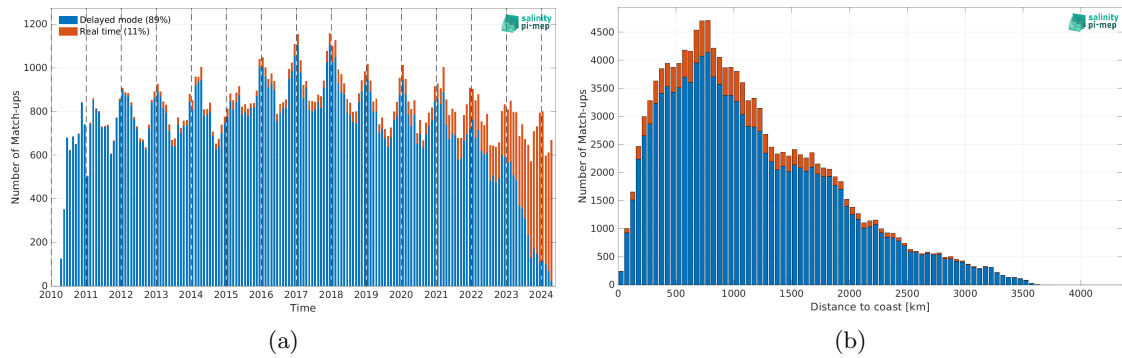 Delayed mode (89%)
Real time (11%)
salinity
pi-mep
Number of Match-ups
1200
1000
800
600
400
200
0
2010 2011 2012 2013 2014 2015 2016 2017 2018 2019 2020 2021 2022 2023 2024
Time
(a)
salinity
pi-mep
Number of Match-ups
4500
4000
3500
3000
2500
2000
1500
1000
500
0
0 500 1000 1500 2000 2500 3000 3500 4000
Distance to coast [km]
(b)